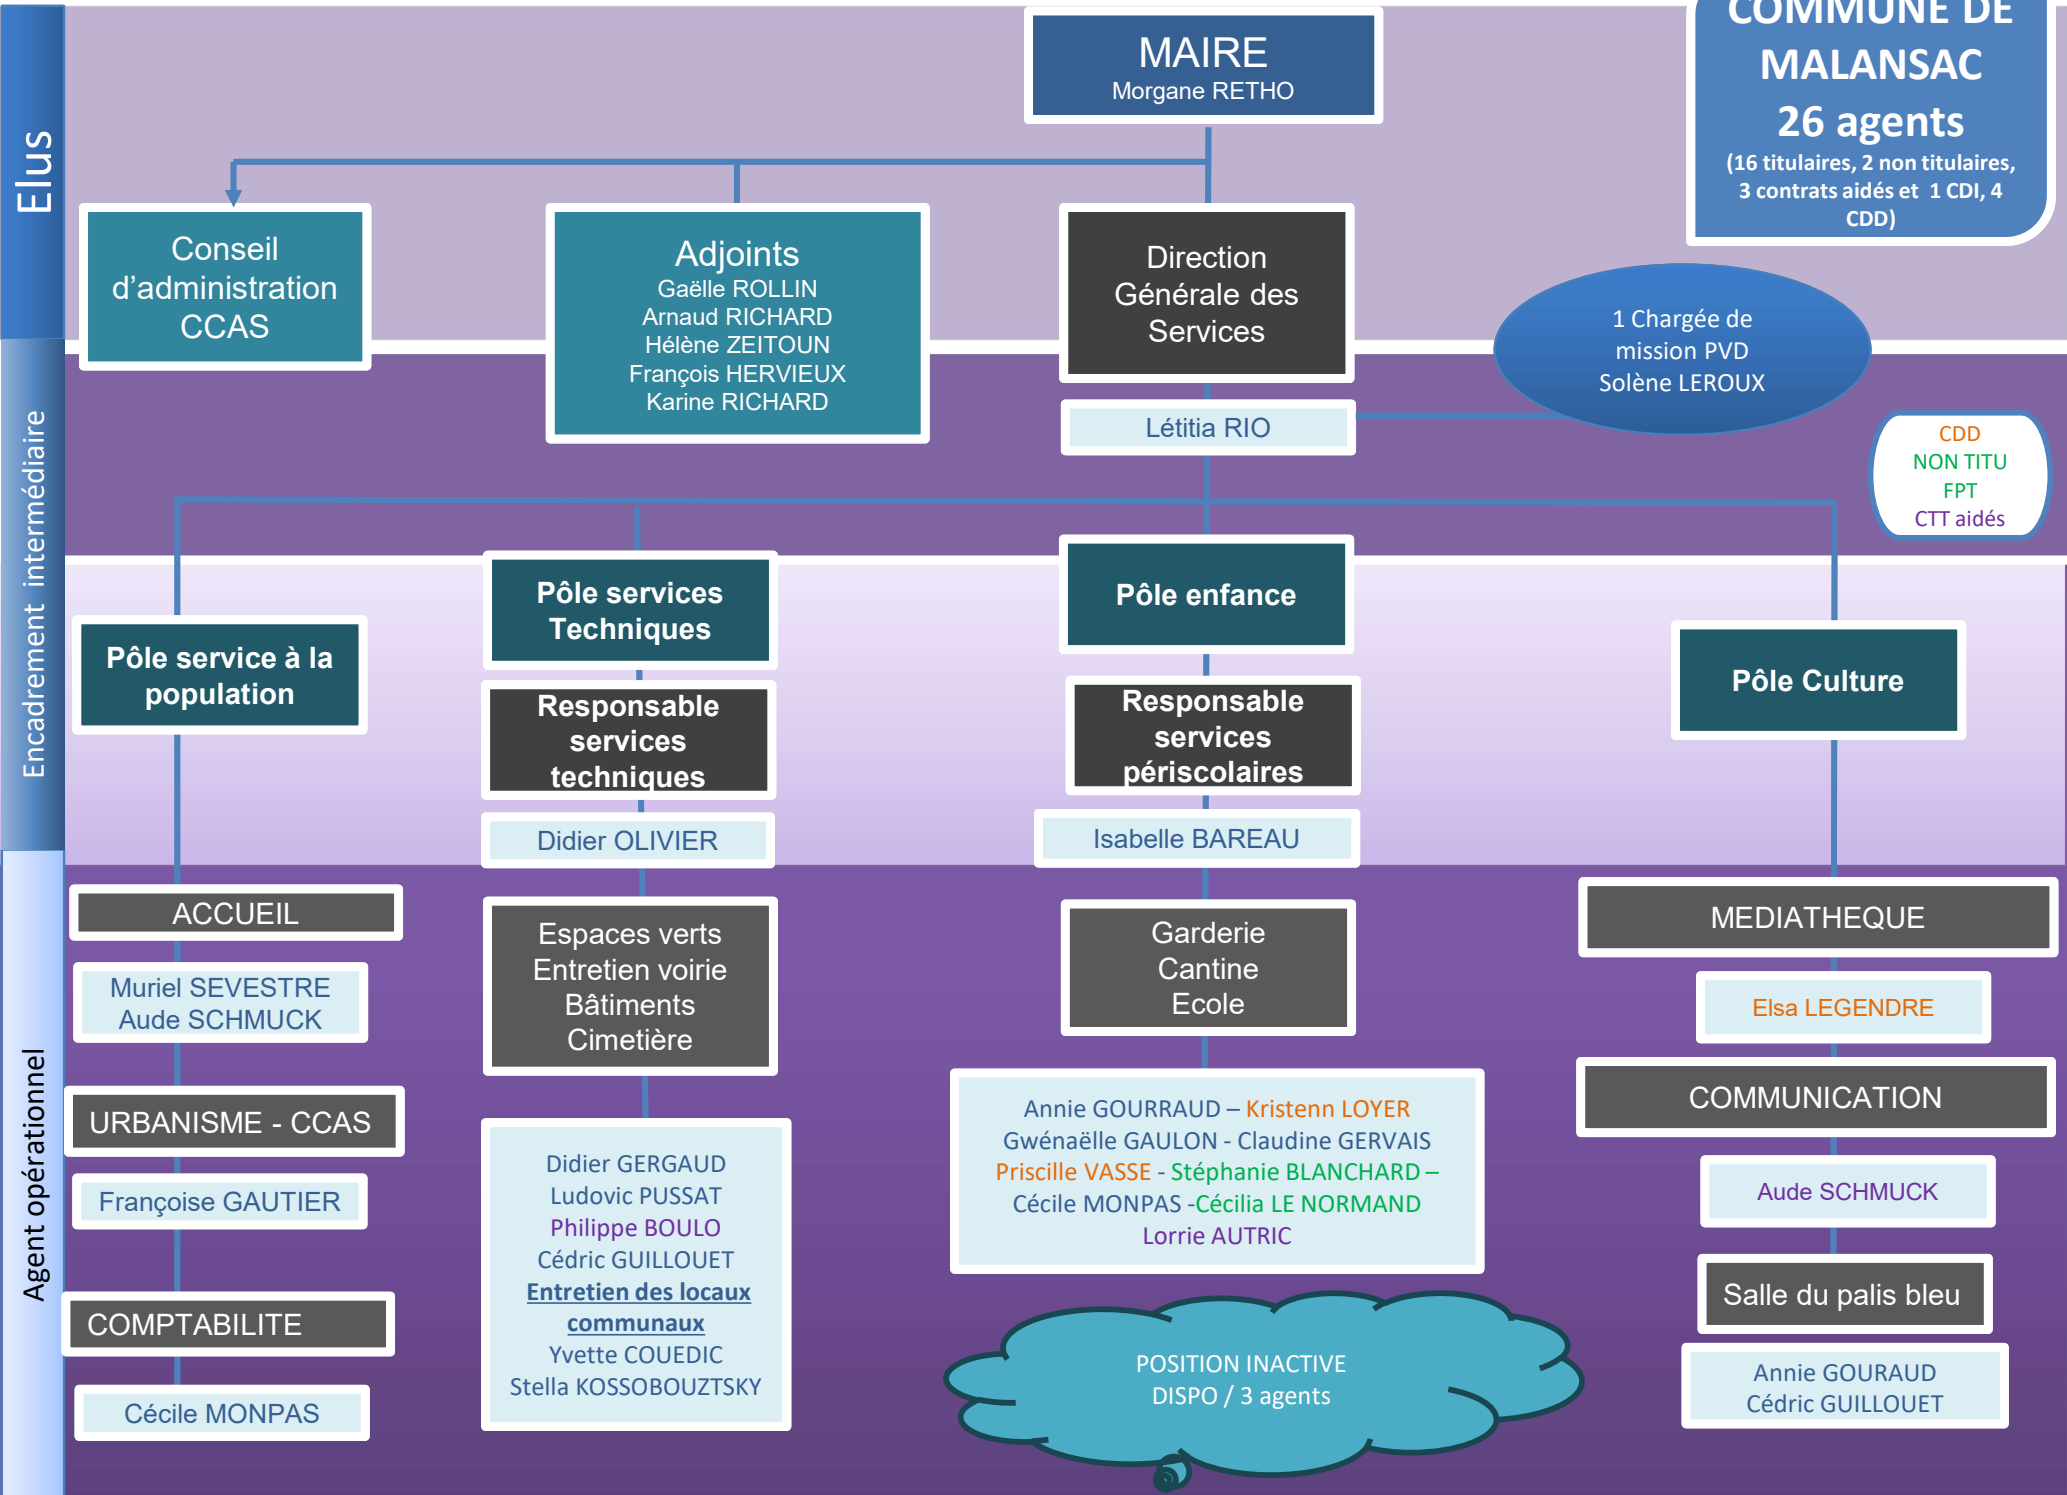 Elus
Encadrement intermédiaire
Agent opérationnel
MAIRE
Morgane RETHO
COMMUNE DE
MALANSAC
26 agents
(16 titulaires, 2 non titulaires,
3 contrats aidés et 1 CDI, 4
CDD)
Conseil
d'administration
CCAS
Adjoints
Gaëlle ROLLIN
Arnaud RICHARD
Hélène ZEITOUN
François HERVIEUX
Karine RICHARD
Direction
Générale des
Services
Létitia RIO
1 Chargée de
mission PVD
Solène LEROUX
CDD
NON TITU
FPT
CTT aidés
Pôle service à la
population
ACCUEIL
Muriel SEVESTRE
Aude SCHMUCK
URBANISME - CCAS
Françoise GAUTIER
COMPTABILITE
Cécile MONPAS
Pôle services
Techniques
Responsable
services
techniques
Didier OLIVIER
Espaces verts
Entretien voirie
Bâtiments
Cimetière
Didier GERGAUD
Ludovic PUSSAT
Philippe BOULO
Cédric GUILLOUET
Entretien des locaux
communaux
Yvette COUEDIC
Stella KOSSOBOUZTSKY
Pôle enfance
Responsable
services
périscolaires
Isabelle BAREAU
Garderie
Cantine
Ecole
Annie GOURRAUD – Kristenn LOYER
Gwénaëlle GAULON - Claudine GERVAIS
Priscille VASSE - Stéphanie BLANCHARD –
Cécile MONPAS -Cécilia LE NORMAND
Lorrie AUTRIC
POSITION INACTIVE
DISPO / 3 agents
Pôle Culture
MEDIATHEQUE
Elsa LEGENDRE
COMMUNICATION
Aude SCHMUCK
Salle du palis bleu
Annie GOURAUD
Cédric GUILLOUET